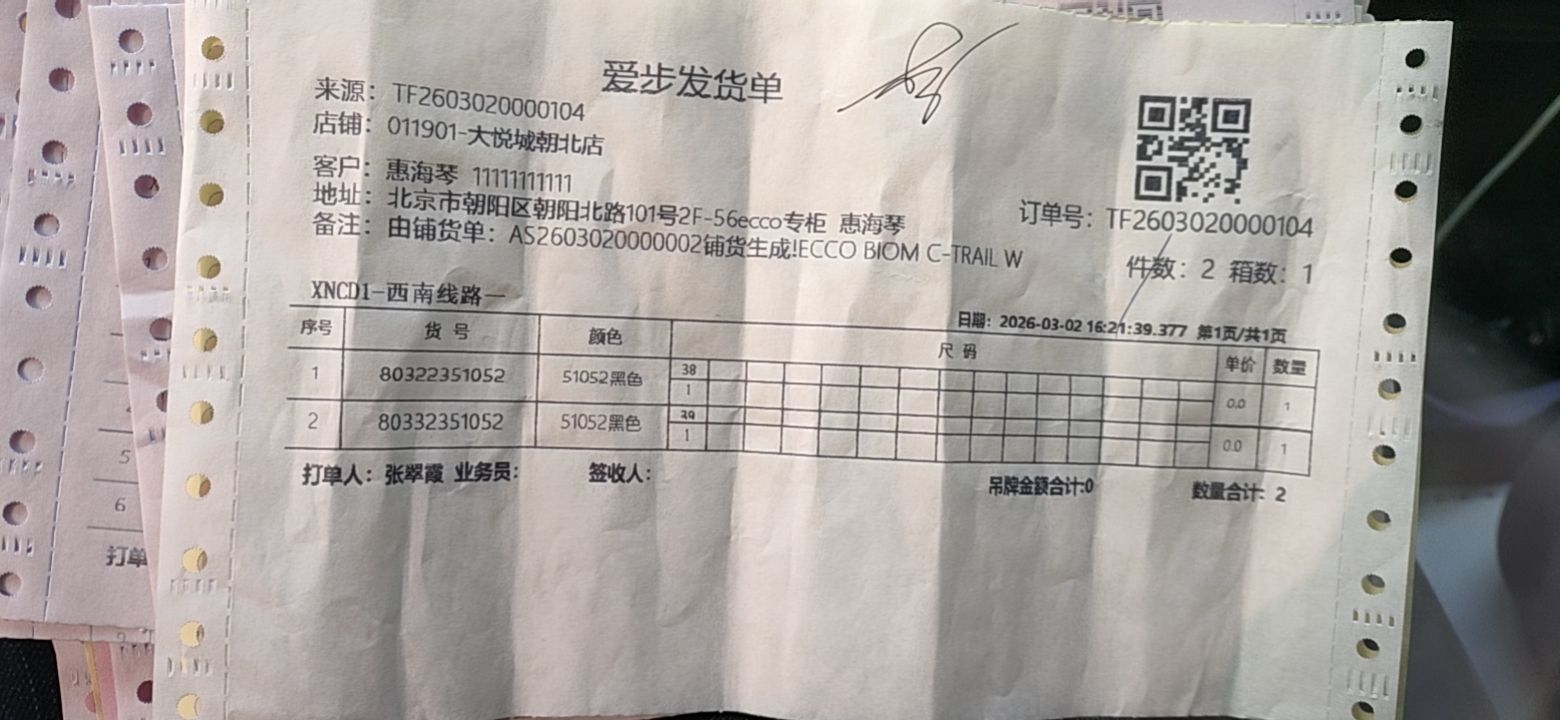 爱步发货单
来源：TF2603020000104
店铺：011901-大悦城朝北店
客户：惠海琴 11111111111
地址：北京市朝阳区朝阳北路101号2F-56ecco专柜 惠海琴
备注：由铺货单：AS2603020000002铺货生成!ECCO BIOM C-TRAIL W
订单号：TF2603020000104
件数：2 箱数：1
XNCD1-西南线路一
日期：2026-03-02 16:21:39.377 第1页/共1页
序号 货号 颜色 尺码 单价 数量
1 80322351052 51052黑色 38 0.0 1
1
2 80332351052 51052黑色 39 0.0 1
1
打单人：张翠霞 业务员： 签收人： 吊牌金额合计:0 数量合计：2
5
6
打单